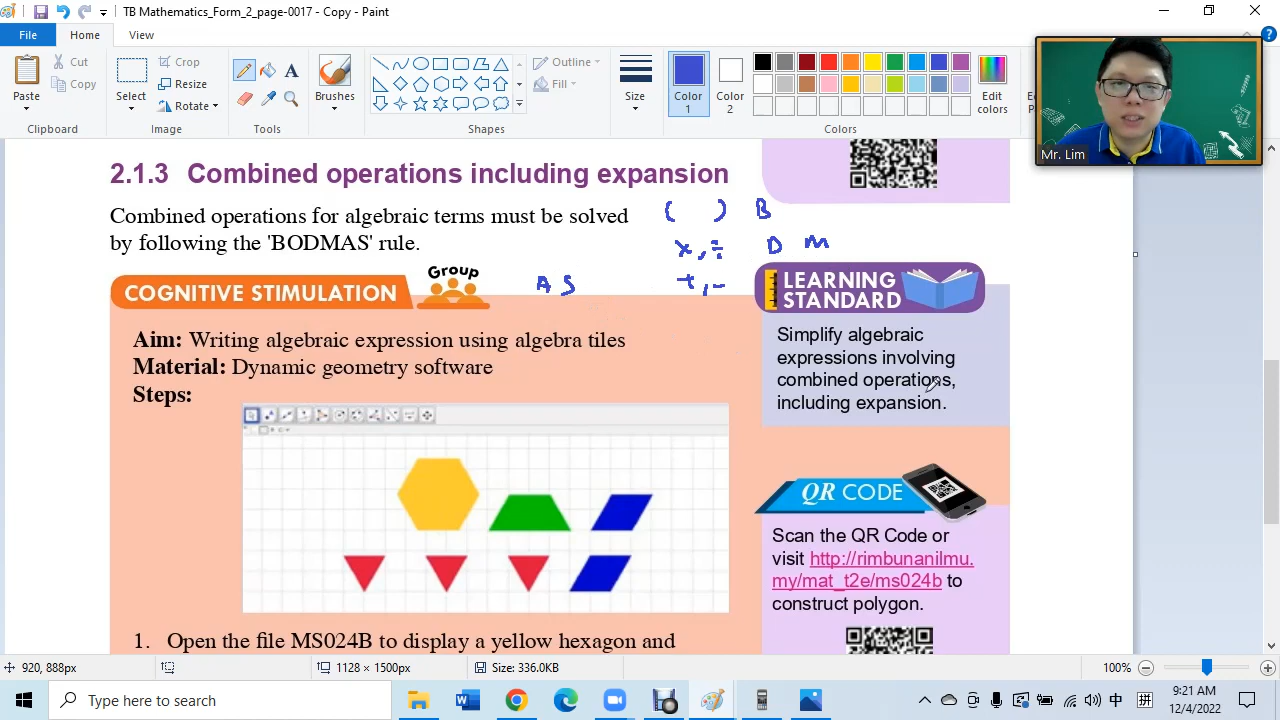 TB Mathematics_Form_2_page-0017 - Copy - Paint
File Home View
Paste
Cut
Copy
Clipboard
Select
Crop
Resize
Rotate
Image
A
Tools
Brushes
Shapes
Outline
Fill
Size
Color 1
Color 2
Edit colors
Colors
Mr. Lim
2.1.3 Combined operations including expansion
Combined operations for algebraic terms must be solved
by following the 'BODMAS' rule.
( ) B
×, ÷ D M
A S +, -
COGNITIVE STIMULATION
Group
Aim: Writing algebraic expression using algebra tiles
Material: Dynamic geometry software
Steps:
1. Open the file MS024B to display a yellow hexagon and
LEARNING
STANDARD
Simplify algebraic
expressions involving
combined operations,
including expansion.
QR CODE
Scan the QR Code or
visit http://rimbunanilmu.
my/mat_t2e/ms024b to
construct polygon.
920, 888px
1128 × 1500px
Size: 336.0KB
100%
Type here to search
中
拼
9:21 AM
12/4/2022